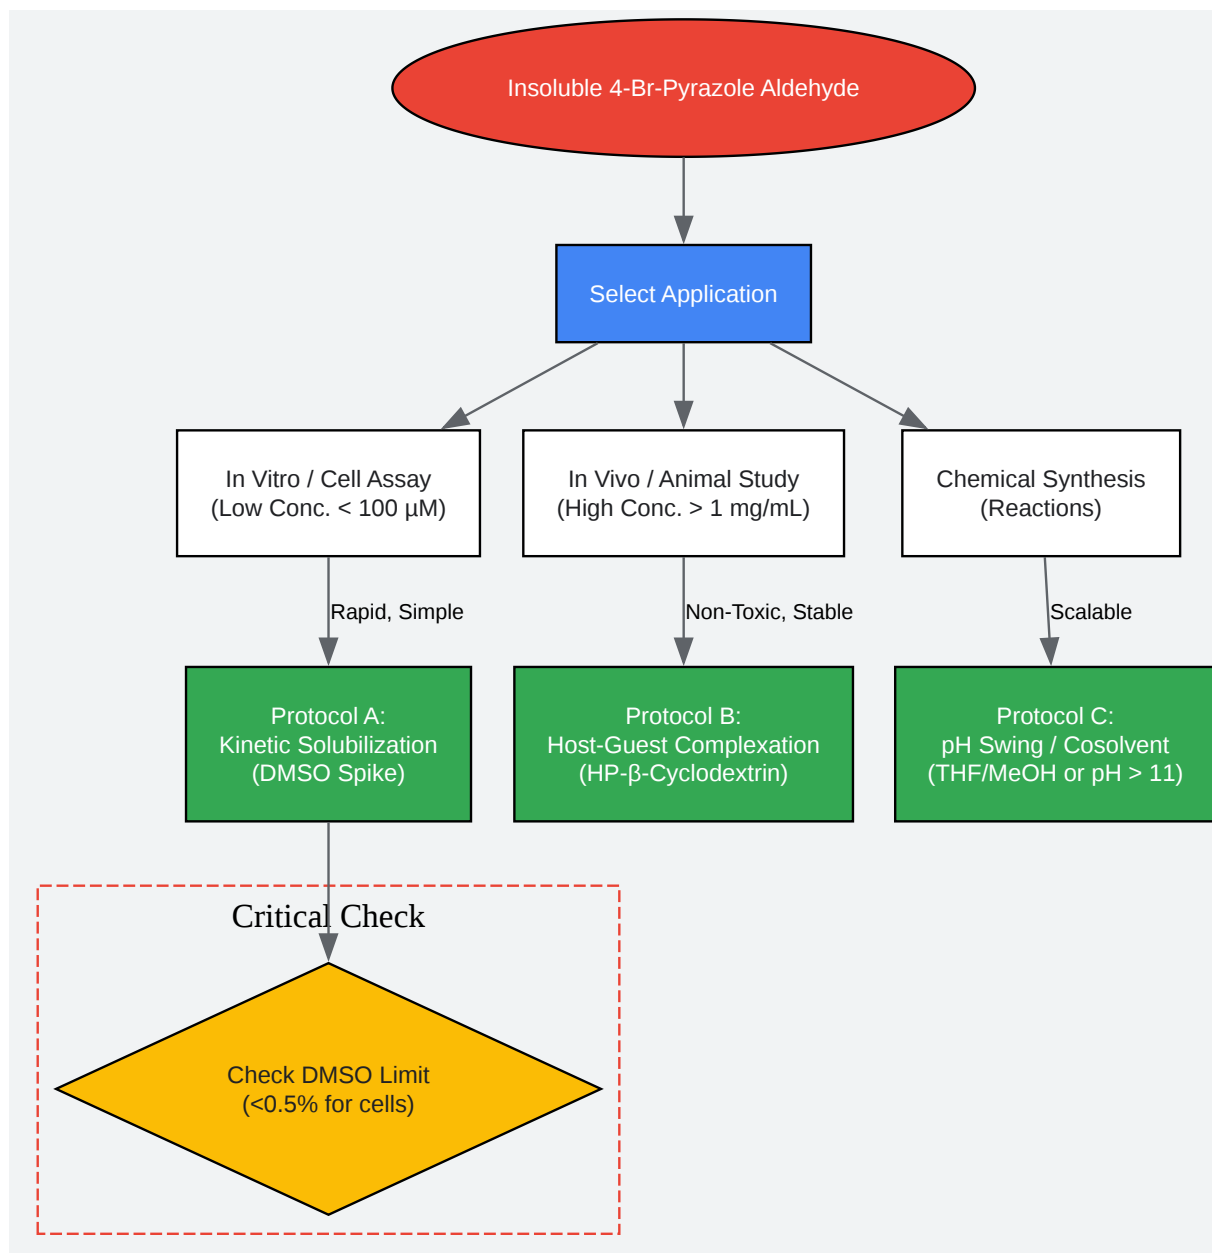 Insoluble 4-Br-Pyrazole Aldehyde
Select Application
In Vitro / Cell Assay
(Low Conc. < 100 µM)
In Vivo / Animal Study
(High Conc. > 1 mg/mL)
Chemical Synthesis
(Reactions)
Rapid, Simple
Non-Toxic, Stable
Scalable
Protocol A:
Kinetic Solubilization
(DMSO Spike)
Protocol B:
Host-Guest Complexation
(HP-β-Cyclodextrin)
Protocol C:
pH Swing / Cosolvent
(THF/MeOH or pH > 11)
Critical Check
Check DMSO Limit
(<0.5% for cells)